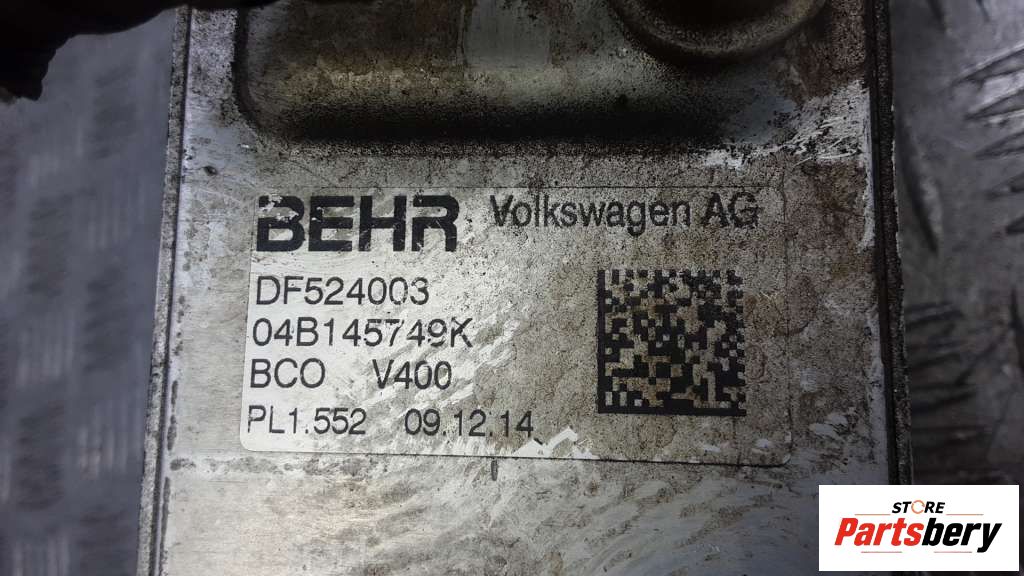 BEHR Volkswagen AG
DF524003
04B145749K
BCO V400
PL1.552 09.12.14
STORE
Partsbery